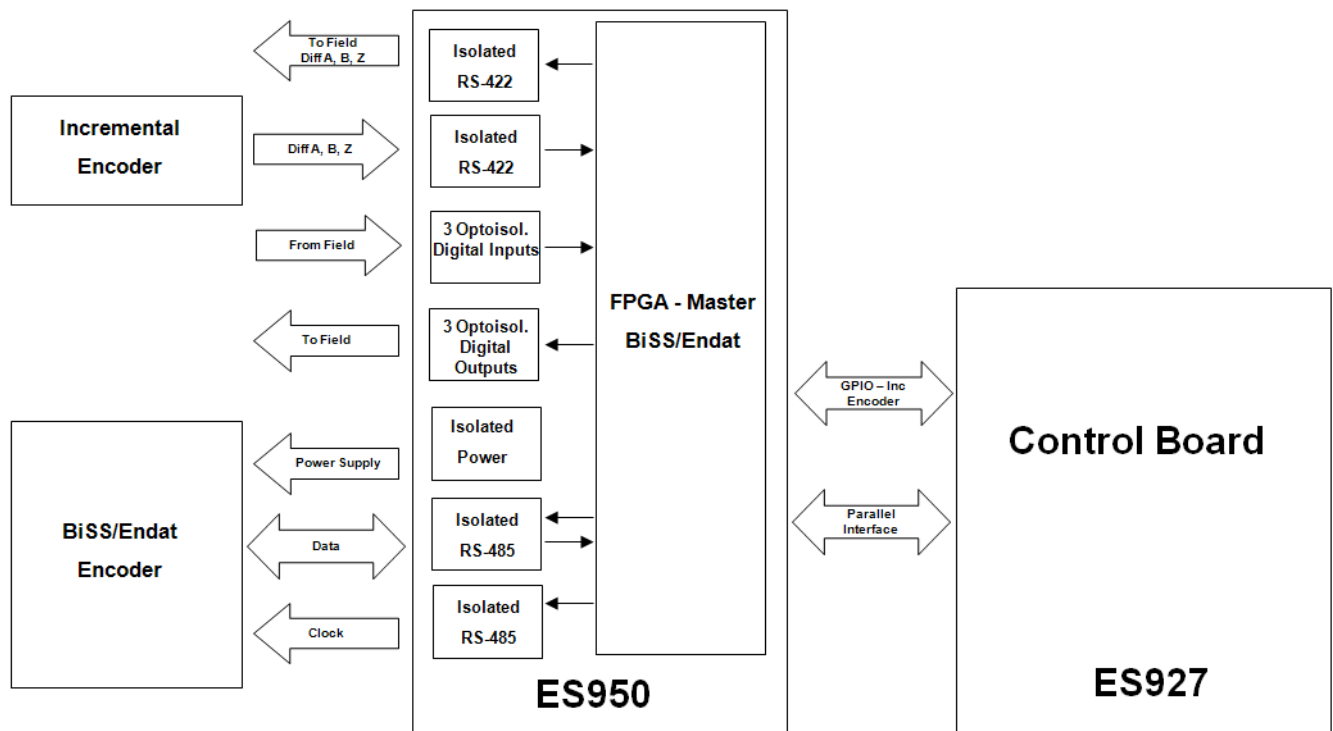 To Field
Diff A, B, Z
Isolated
RS-422
Incremental
Encoder
Diff A, B, Z
Isolated
RS-422
From Field
3 Optoisol.
Digital Inputs
To Field
3 Optoisol.
Digital
Outputs
FPGA - Master
BiSS/Endat
GPIO – Inc
Encoder
Parallel
Interface
Control Board
ES927
BiSS/Endat
Encoder
Power Supply
Isolated
Power
Data
Isolated
RS-485
Clock
Isolated
RS-485
ES950